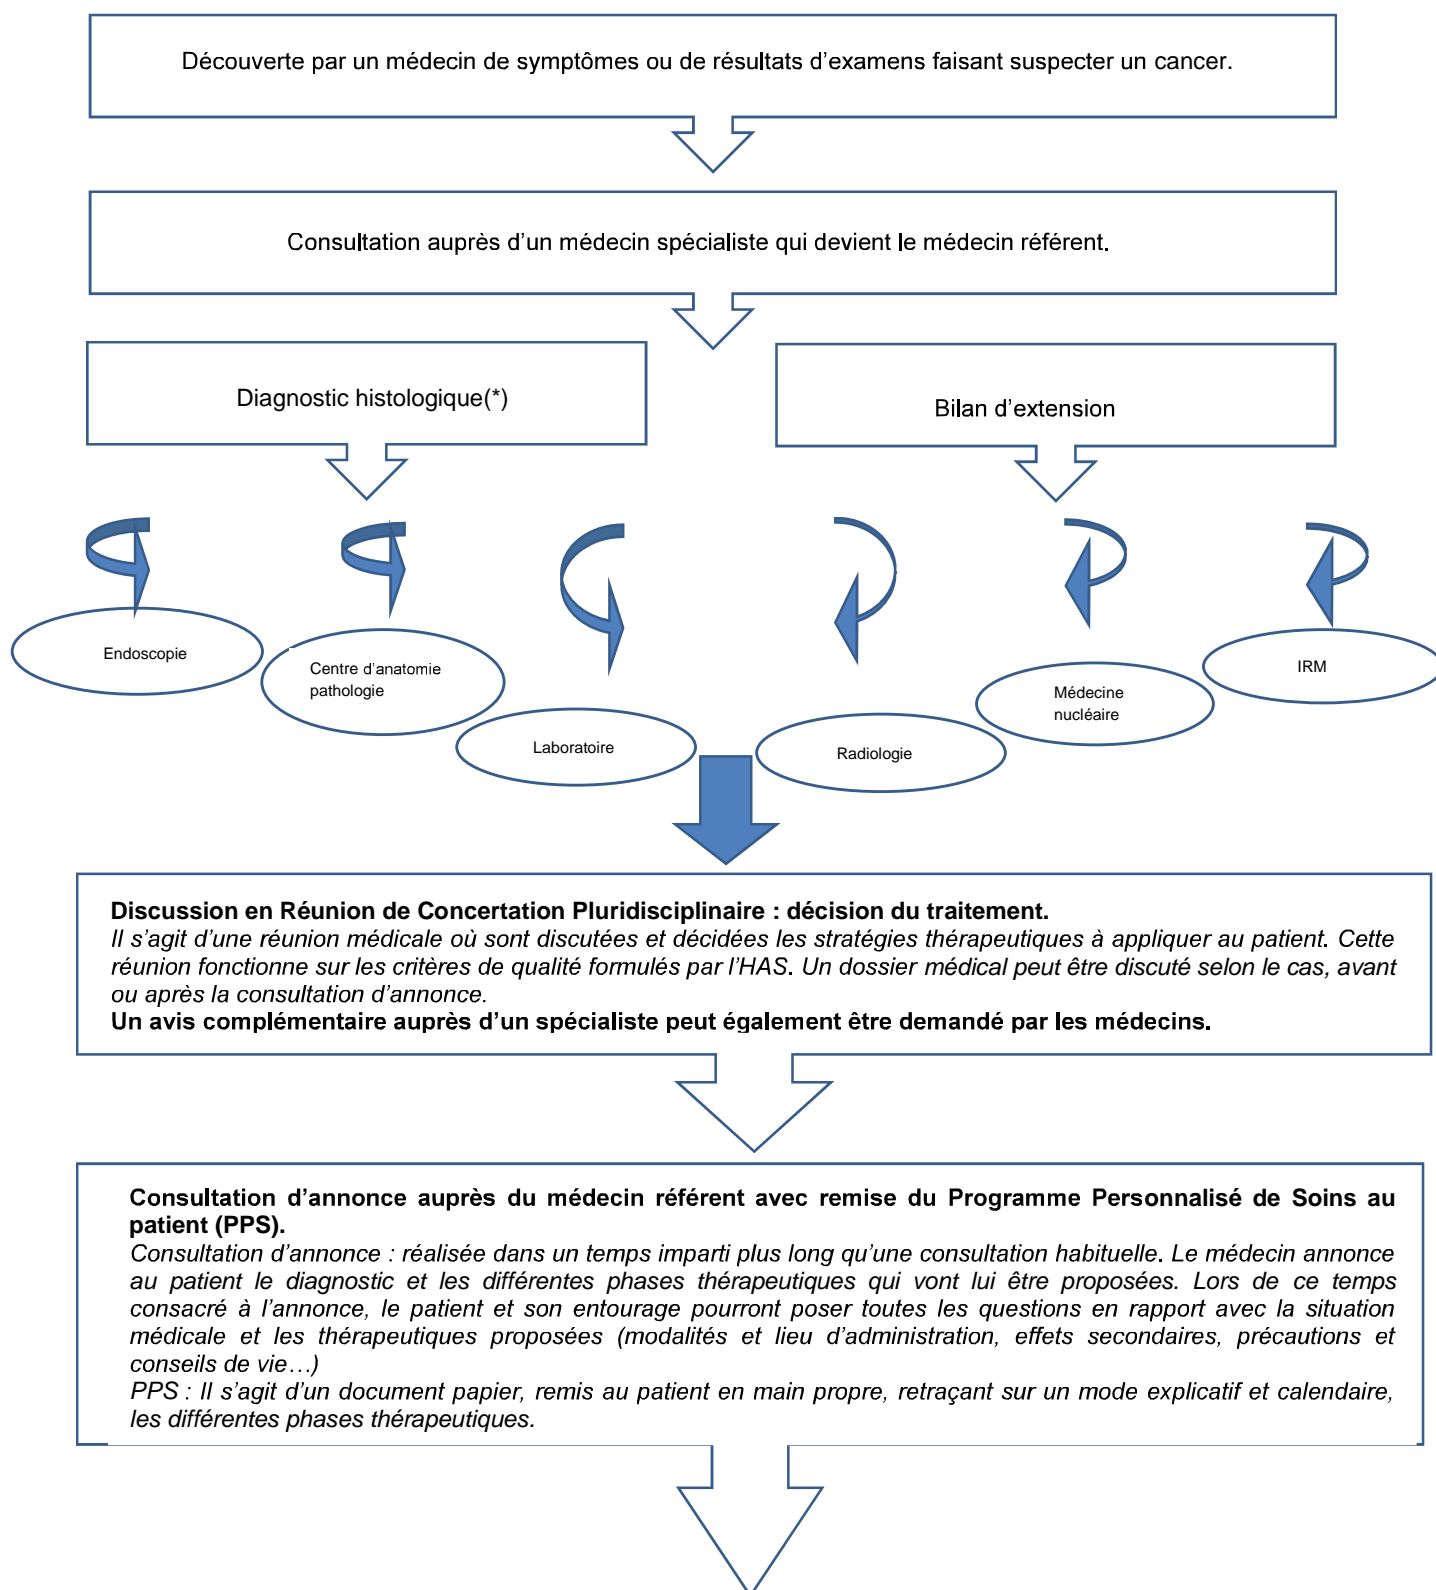 Découverte par un médecin de symptômes ou de résultats d'examens faisant suspecter un cancer.
Consultation auprès d'un médecin spécialiste qui devient le médecin référent.
Diagnostic histologique(*)
Bilan d'extension
Endoscopie
Centre d'anatomie
pathologie
Laboratoire
Radiologie
Médecine
nucléaire
IRM
Discussion en Réunion de Concertation Pluridisciplinaire : décision du traitement.
Il s'agit d'une réunion médicale où sont discutées et décidées les stratégies thérapeutiques à appliquer au patient. Cette
réunion fonctionne sur les critères de qualité formulés par l'HAS. Un dossier médical peut être discuté selon le cas, avant
ou après la consultation d'annonce.
Un avis complémentaire auprès d'un spécialiste peut également être demandé par les médecins.
Consultation d'annonce auprès du médecin référent avec remise du Programme Personnalisé de Soins au
patient (PPS).
Consultation d'annonce : réalisée dans un temps imparti plus long qu'une consultation habituelle. Le médecin annonce
au patient le diagnostic et les différentes phases thérapeutiques qui vont lui être proposées. Lors de ce temps
consacré à l'annonce, le patient et son entourage pourront poser toutes les questions en rapport avec la situation
médicale et les thérapeutiques proposées (modalités et lieu d'administration, effets secondaires, précautions et
conseils de vie…)
PPS : Il s'agit d'un document papier, remis au patient en main propre, retraçant sur un mode explicatif et calendaire,
les différentes phases thérapeutiques.